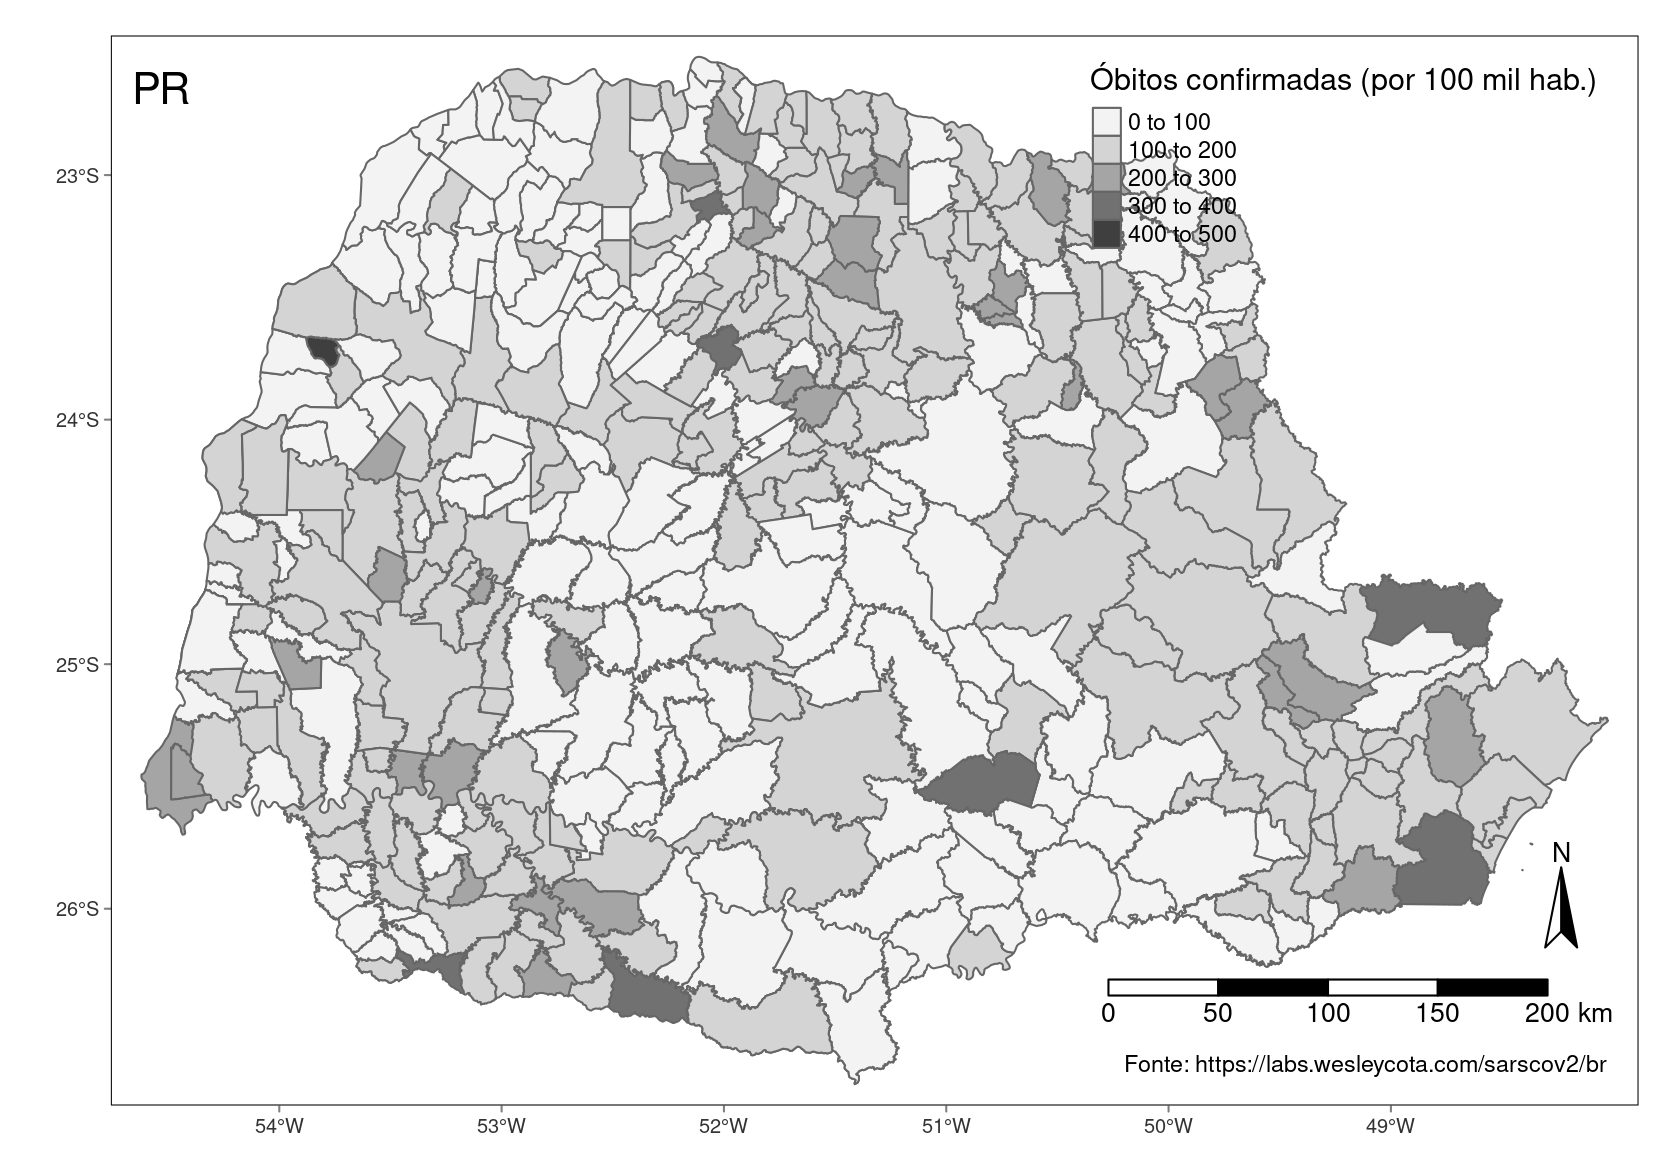 PR
Óbitos confirmadas (por 100 mil hab.)
0 to 100
100 to 200
200 to 300
300 to 400
400 to 500
23°S
24°S
25°S
26°S
N
0 50 100 150 200 km
Fonte: https://labs.wesleycota.com/sarscov2/br
54°W 53°W 52°W 51°W 50°W 49°W